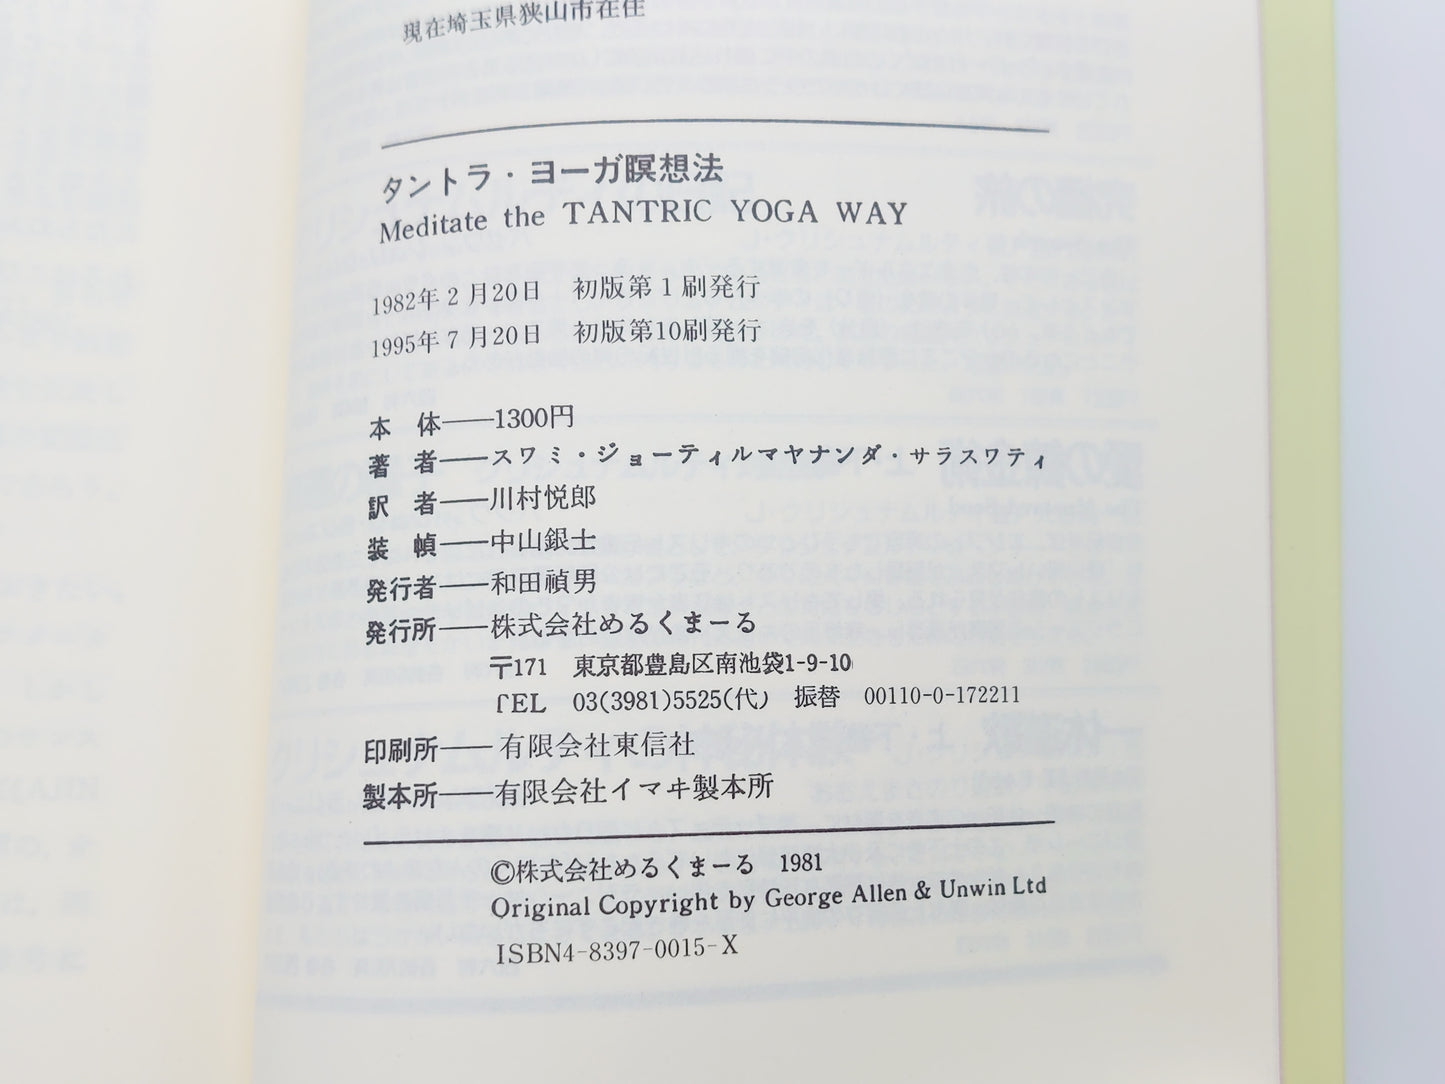 現在埼玉県狭山市在住
タントラ・ヨーガ瞑想法
Meditate the TANTRIC YOGA WAY
1982年2月20日　初版第1刷発行
1995年7月20日　初版第10刷発行
本　体——1300円
著　者——スワミ・ジョーティルマヤナンダ・サラスワティ
訳　者——川村悦郎
装　幀——中山銀士
発行者——和田禎男
発行所——株式会社めるくまーる
〒171　東京都豊島区南池袋1-9-10
TEL　03(3981)5525(代)　振替　00110-0-172211
印刷所——有限会社東信社
製本所——有限会社イマヰ製本所
©株式会社めるくまーる　1981
Original Copyright by George Allen & Unwin Ltd
ISBN4-8397-0015-X